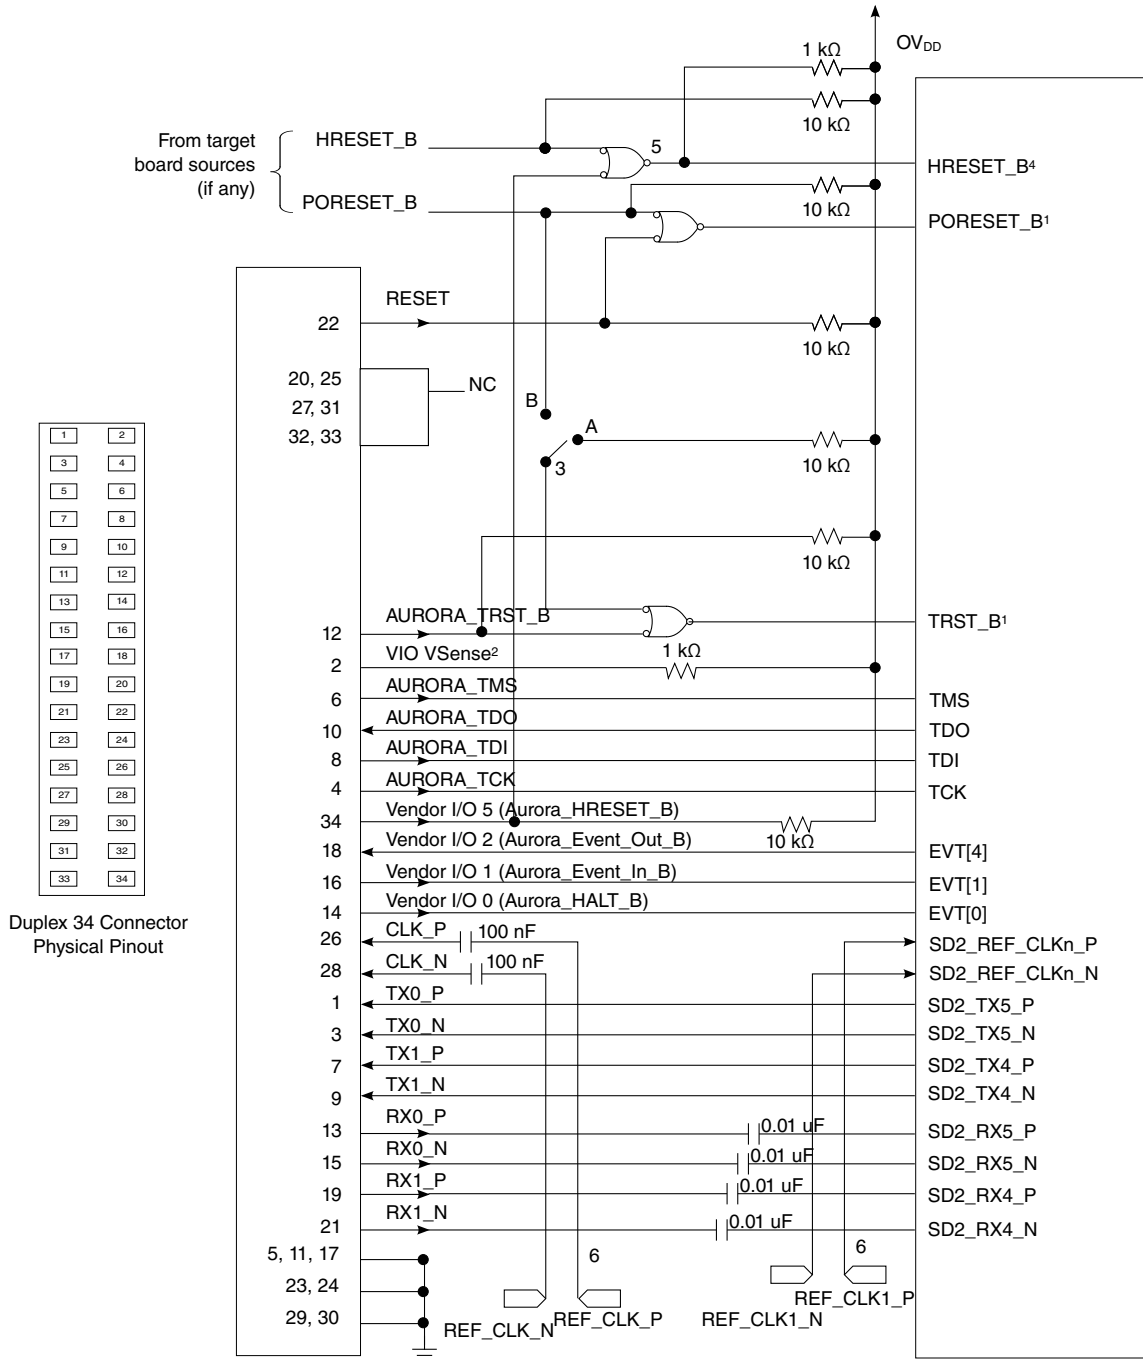 OVDD
1 kΩ
10 kΩ
From target
board sources
(if any)
HRESET_B
5
HRESET_B4
10 kΩ
PORESET_B
PORESET_B1
RESET
22
10 kΩ
20, 25
27, 31
32, 33
NC
B
A
3
10 kΩ
10 kΩ
1 2
3 4
5 6
7 8
9 10
11 12
13 14
15 16
17 18
19 20
21 22
23 24
25 26
27 28
29 30
31 32
33 34
Duplex 34 Connector
Physical Pinout
12 AURORA_TRST_B TRST_B1
2 VIO VSense2 1 kΩ
6 AURORA_TMS TMS
10 AURORA_TDO TDO
8 AURORA_TDI TDI
4 AURORA_TCK TCK
34 Vendor I/O 5 (Aurora_HRESET_B) 10 kΩ
18 Vendor I/O 2 (Aurora_Event_Out_B) EVT[4]
16 Vendor I/O 1 (Aurora_Event_In_B) EVT[1]
14 Vendor I/O 0 (Aurora_HALT_B) EVT[0]
26 CLK_P 100 nF SD2_REF_CLKn_P
28 CLK_N 100 nF SD2_REF_CLKn_N
1 TX0_P SD2_TX5_P
3 TX0_N SD2_TX5_N
7 TX1_P SD2_TX4_P
9 TX1_N SD2_TX4_N
13 RX0_P 0.01 uF SD2_RX5_P
15 RX0_N 0.01 uF SD2_RX5_N
19 RX1_P 0.01 uF SD2_RX4_P
21 RX1_N 0.01 uF SD2_RX4_N
5, 11, 17
23, 24
29, 30
6
REF_CLK_N
REF_CLK_P
6
REF_CLK1_N
REF_CLK1_P